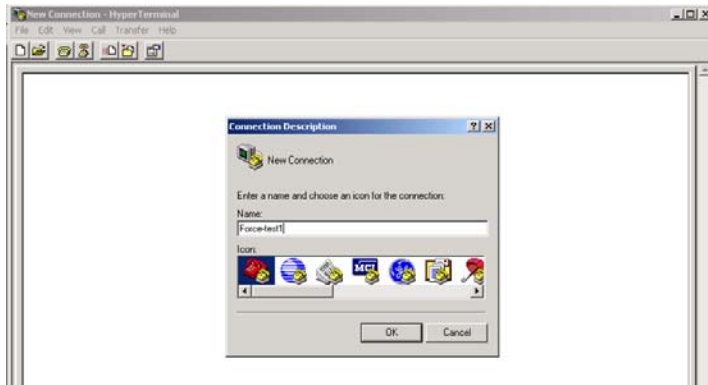 New Connection - HyperTerminal
File Edit View Call Transfer Help
Connection Description
New Connection
Enter a name and choose an icon for the connection:
Name:
Force-test1
Icon:
MCI
OK Cancel